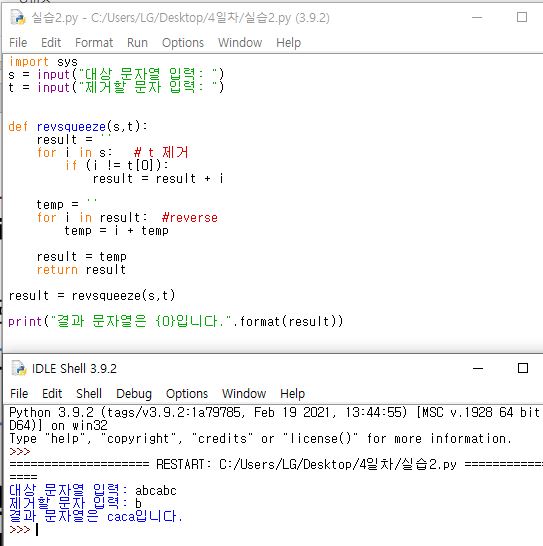 실습2.py - C:/Users/LG/Desktop/4일차/실습2.py (3.9.2)
File Edit Format Run Options Window Help
import sys
s = input("대상 문자열 입력: ")
t = input("제거할 문자 입력: ")
def revsqueeze(s,t):
result = ''
for i in s: # t 제거
if (i != t[0]):
result = result + i
temp = ''
for i in result: #reverse
temp = i + temp
result = temp
return result
result = revsqueeze(s,t)
print("결과 문자열은 {0}입니다.".format(result))
IDLE Shell 3.9.2
File Edit Shell Debug Options Window Help
Python 3.9.2 (tags/v3.9.2:1a79785, Feb 19 2021, 13:44:55) [MSC v.1928 64 bit
D64)] on win32
Type "help", "copyright", "credits" or "license()" for more information.
>>>
==================== RESTART: C:/Users/LG/Desktop/4일차/실습2.py ===========
====
대상 문자열 입력: abcabc
제거할 문자 입력: b
결과 문자열은 caca입니다.
>>>